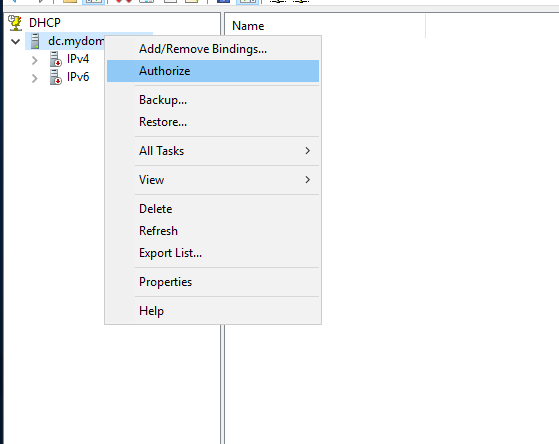 Name
DHCP
dc.mydom
IPv4
IPv6
Add/Remove Bindings...
Authorize
Backup...
Restore...
All Tasks
View
Delete
Refresh
Export List...
Properties
Help